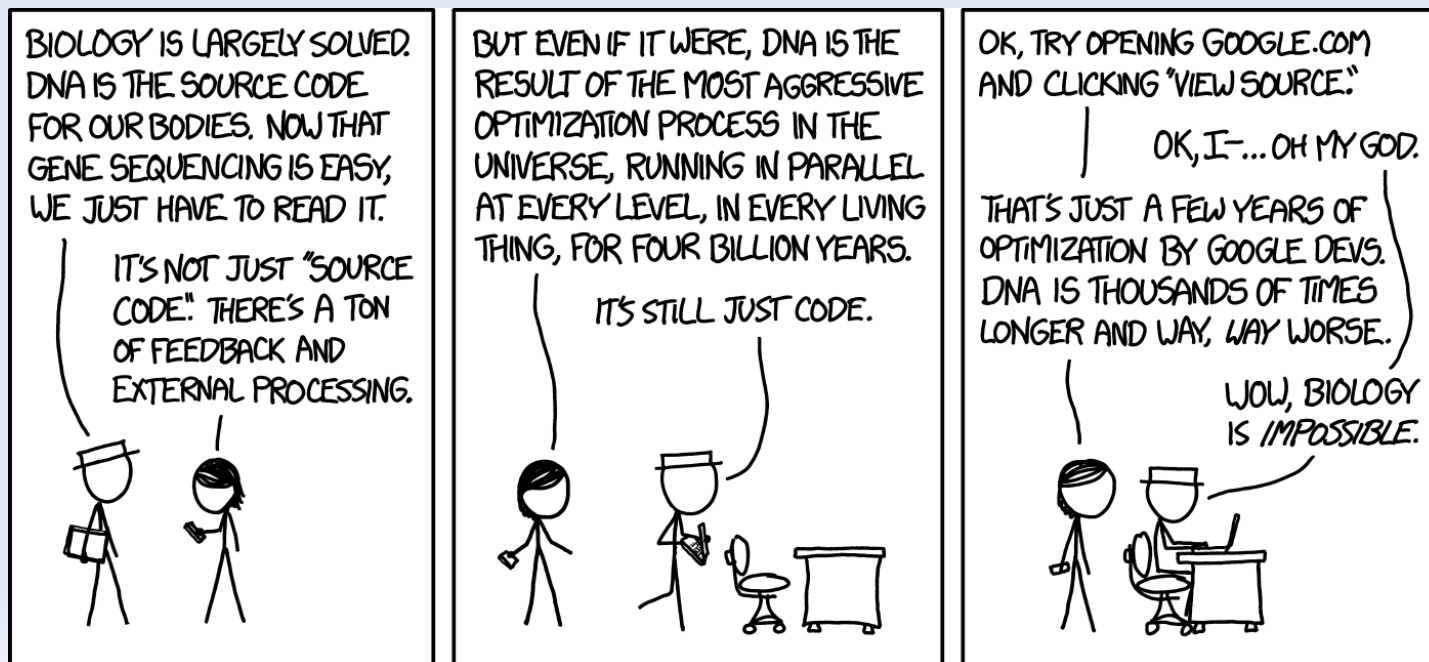 BIOLOGY IS LARGELY SOLVED.
DNA IS THE SOURCE CODE
FOR OUR BODIES. NOW THAT
GENE SEQUENCING IS EASY,
WE JUST HAVE TO READ IT.
IT'S NOT JUST "SOURCE
CODE". THERE'S A TON
OF FEEDBACK AND
EXTERNAL PROCESSING.
BUT EVEN IF IT WERE, DNA IS THE
RESULT OF THE MOST AGGRESSIVE
OPTIMIZATION PROCESS IN THE
UNIVERSE, RUNNING IN PARALLEL
AT EVERY LEVEL, IN EVERY LIVING
THING, FOR FOUR BILLION YEARS.
IT'S STILL JUST CODE.
OK, TRY OPENING GOOGLE.COM
AND CLICKING "VIEW SOURCE."
OK, I-... OH MY GOD.
THAT'S JUST A FEW YEARS OF
OPTIMIZATION BY GOOGLE DEVS.
DNA IS THOUSANDS OF TIMES
LONGER AND WAY, WAY WORSE.
WOW, BIOLOGY
IS IMPOSSIBLE.